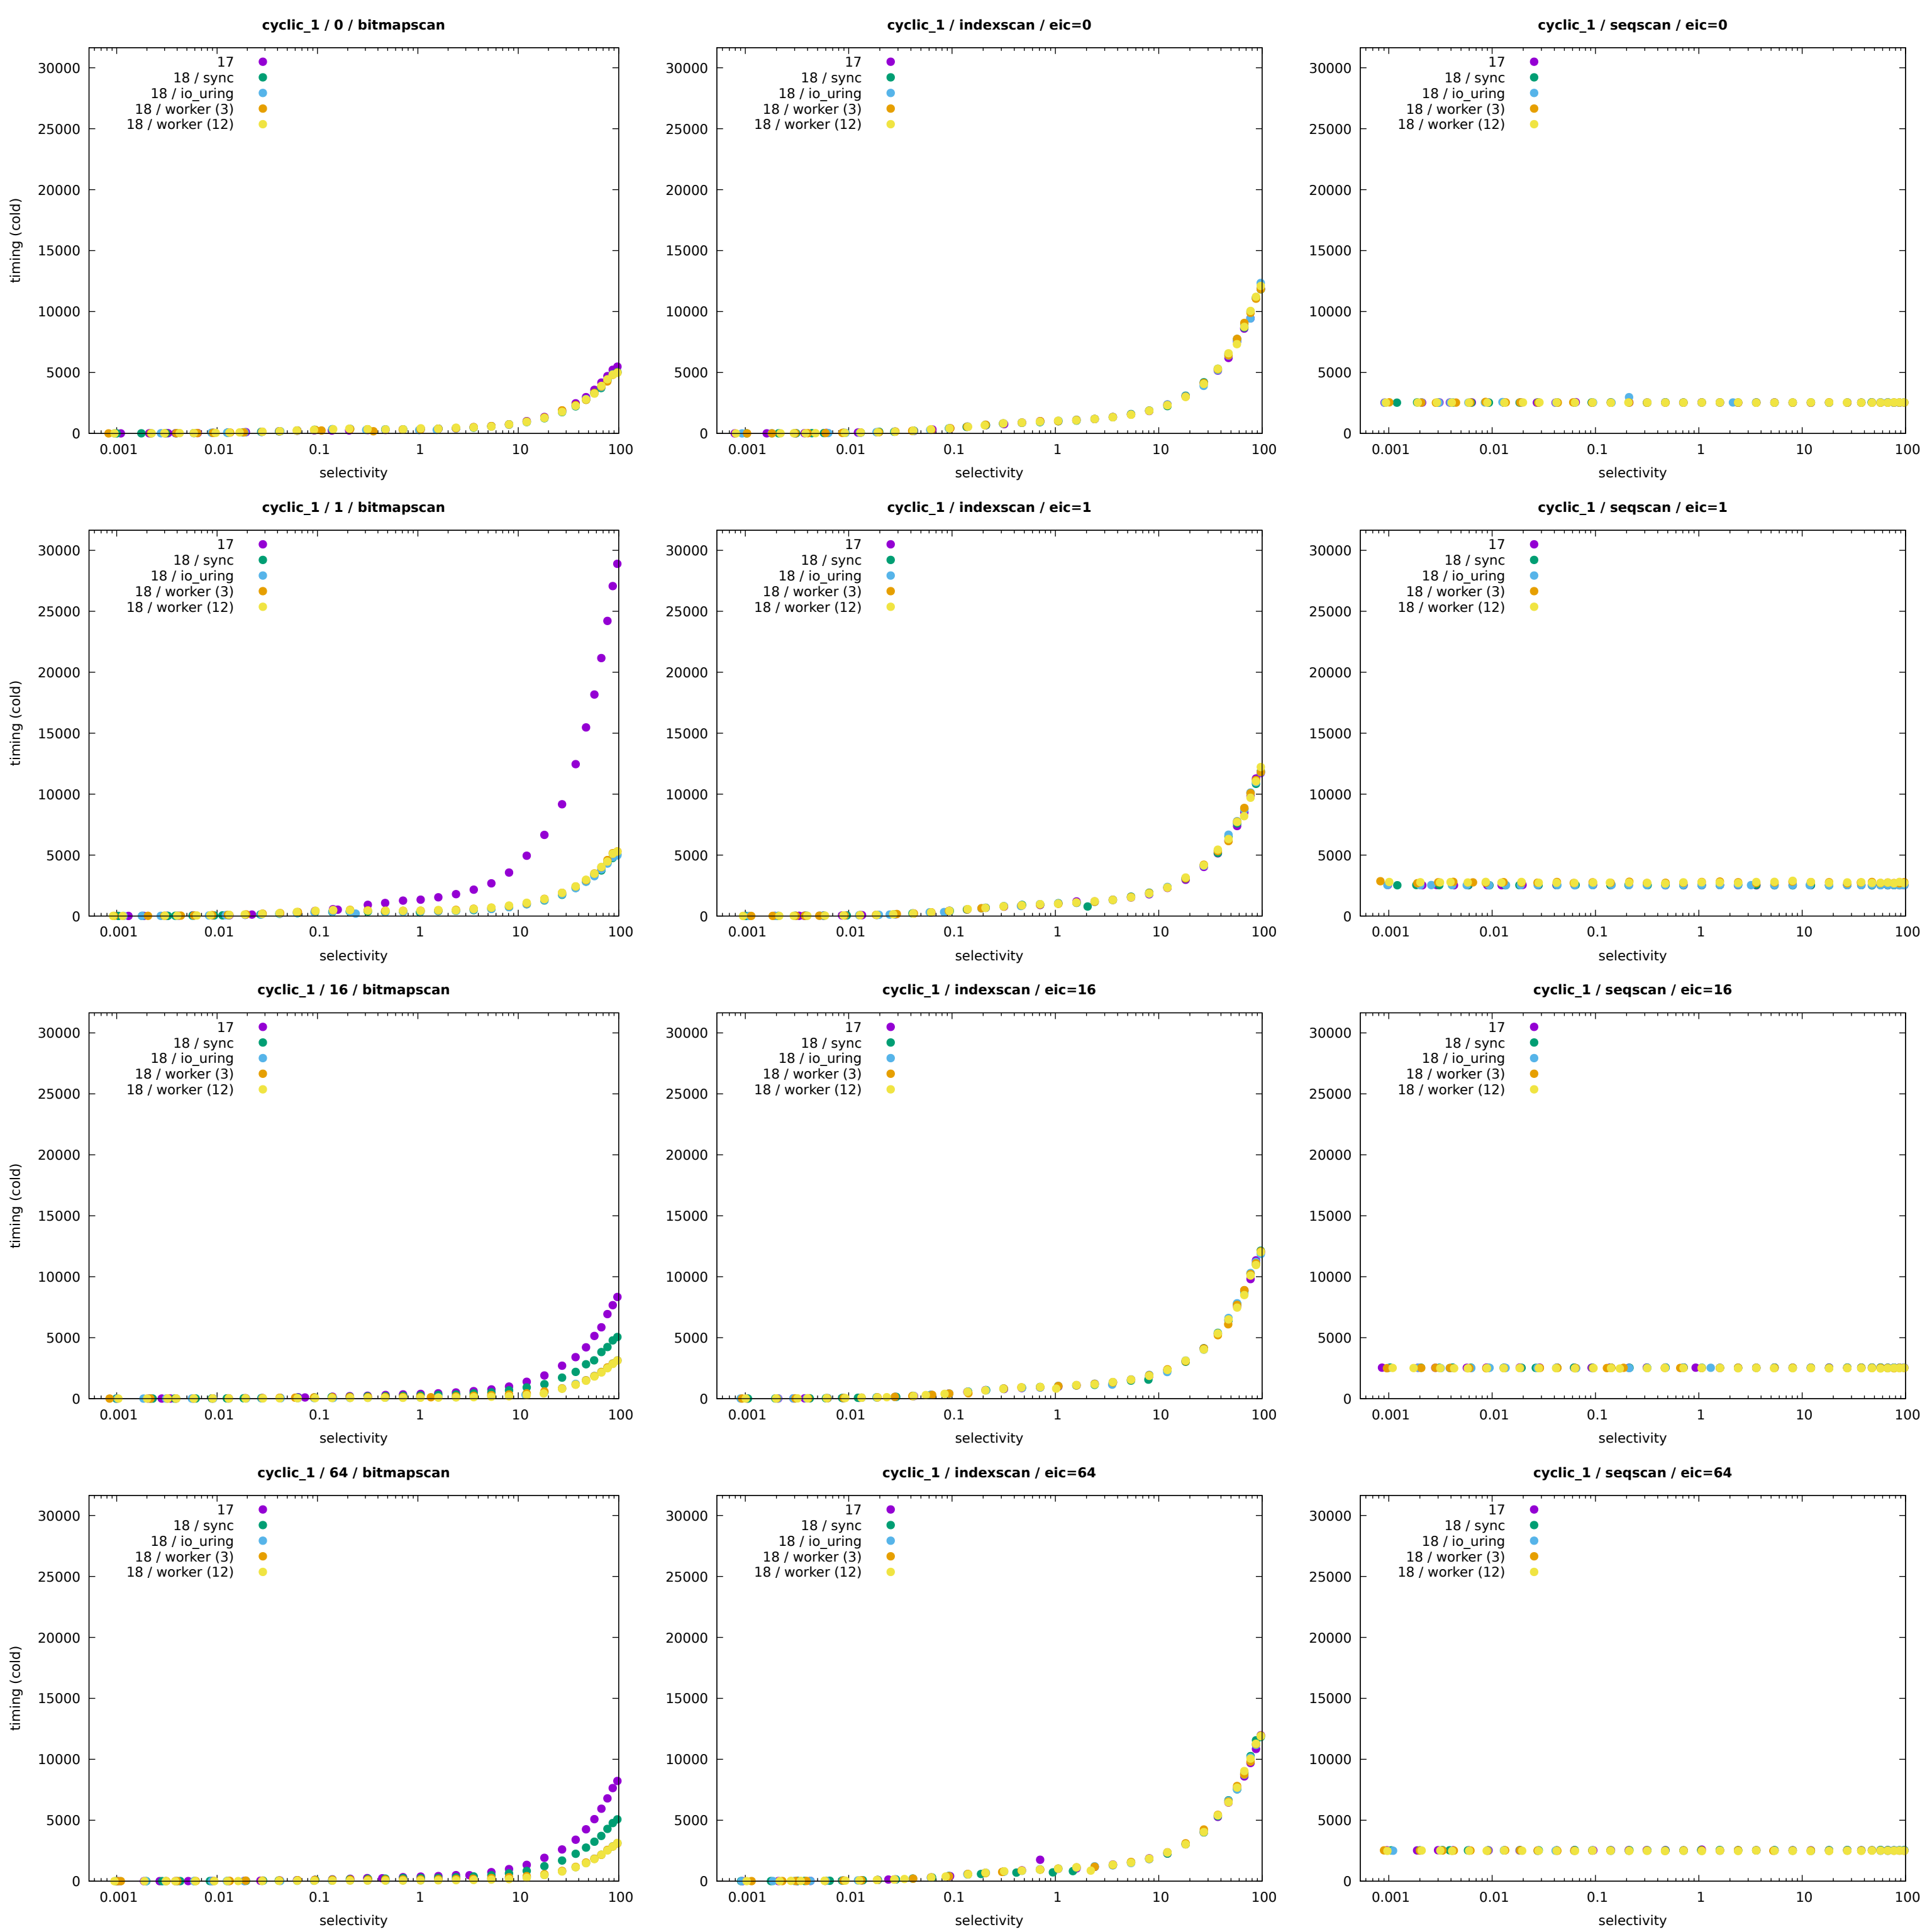 cyclic_1 / 0 / bitmapscan
timing (cold)
30000
25000
20000
15000
10000
5000
0
17
18 / sync
18 / io_uring
18 / worker (3)
18 / worker (12)
0.001 0.01 0.1 1 10 100
selectivity
cyclic_1 / indexscan / eic=0
30000
25000
20000
15000
10000
5000
0
17
18 / sync
18 / io_uring
18 / worker (3)
18 / worker (12)
0.001 0.01 0.1 1 10 100
selectivity
cyclic_1 / seqscan / eic=0
30000
25000
20000
15000
10000
5000
0
17
18 / sync
18 / io_uring
18 / worker (3)
18 / worker (12)
0.001 0.01 0.1 1 10 100
selectivity
cyclic_1 / 1 / bitmapscan
timing (cold)
30000
25000
20000
15000
10000
5000
0
17
18 / sync
18 / io_uring
18 / worker (3)
18 / worker (12)
0.001 0.01 0.1 1 10 100
selectivity
cyclic_1 / indexscan / eic=1
30000
25000
20000
15000
10000
5000
0
17
18 / sync
18 / io_uring
18 / worker (3)
18 / worker (12)
0.001 0.01 0.1 1 10 100
selectivity
cyclic_1 / seqscan / eic=1
30000
25000
20000
15000
10000
5000
0
17
18 / sync
18 / io_uring
18 / worker (3)
18 / worker (12)
0.001 0.01 0.1 1 10 100
selectivity
cyclic_1 / 16 / bitmapscan
timing (cold)
30000
25000
20000
15000
10000
5000
0
17
18 / sync
18 / io_uring
18 / worker (3)
18 / worker (12)
0.001 0.01 0.1 1 10 100
selectivity
cyclic_1 / indexscan / eic=16
30000
25000
20000
15000
10000
5000
0
17
18 / sync
18 / io_uring
18 / worker (3)
18 / worker (12)
0.001 0.01 0.1 1 10 100
selectivity
cyclic_1 / seqscan / eic=16
30000
25000
20000
15000
10000
5000
0
17
18 / sync
18 / io_uring
18 / worker (3)
18 / worker (12)
0.001 0.01 0.1 1 10 100
selectivity
cyclic_1 / 64 / bitmapscan
timing (cold)
30000
25000
20000
15000
10000
5000
0
17
18 / sync
18 / io_uring
18 / worker (3)
18 / worker (12)
0.001 0.01 0.1 1 10 100
selectivity
cyclic_1 / indexscan / eic=64
30000
25000
20000
15000
10000
5000
0
17
18 / sync
18 / io_uring
18 / worker (3)
18 / worker (12)
0.001 0.01 0.1 1 10 100
selectivity
cyclic_1 / seqscan / eic=64
30000
25000
20000
15000
10000
5000
0
17
18 / sync
18 / io_uring
18 / worker (3)
18 / worker (12)
0.001 0.01 0.1 1 10 100
selectivity